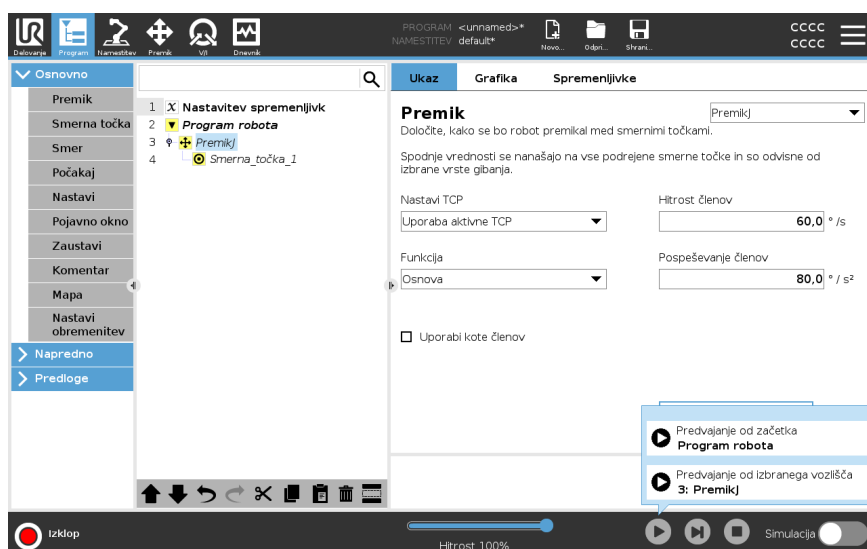 UR
PROGRAM <unnamed>*
NAMESTITEV default*
cccc
cccc
Delovanje Program Namestitev Premik V/I Dnevnik Novo... Odpri... Shrani...
Osnovno
Premik
Smerna točka
Smer
Počakaj
Nastavi
Pojavno okno
Zaustavi
Komentar
Mapa
Nastavi
obremenitev
Napredno
Predloge
1 X Nastavitev spremenljivk
2 Program robota
3 PremikJ
4 Smerna_točka_1
Ukaz Grafika Spremenljivke
Premik PremikJ
Določite, kako se bo robot premikal med smernimi točkami.
Spodnje vrednosti se nanašajo na vse podrejene smerne točke in so odvisne od
izbrane vrste gibanja.
Nastavi TCP Hitrost členov
Uporaba aktivne TCP 60,0 ° /s
Funkcija Pospeševanje členov
Osnova 80,0 ° / s²
Uporabi kote členov
Predvajanje od začetka
Program robota
Predvajanje od izbranega vozlišča
3: PremikJ
Izklop
Hitrost 100%
Simulacija